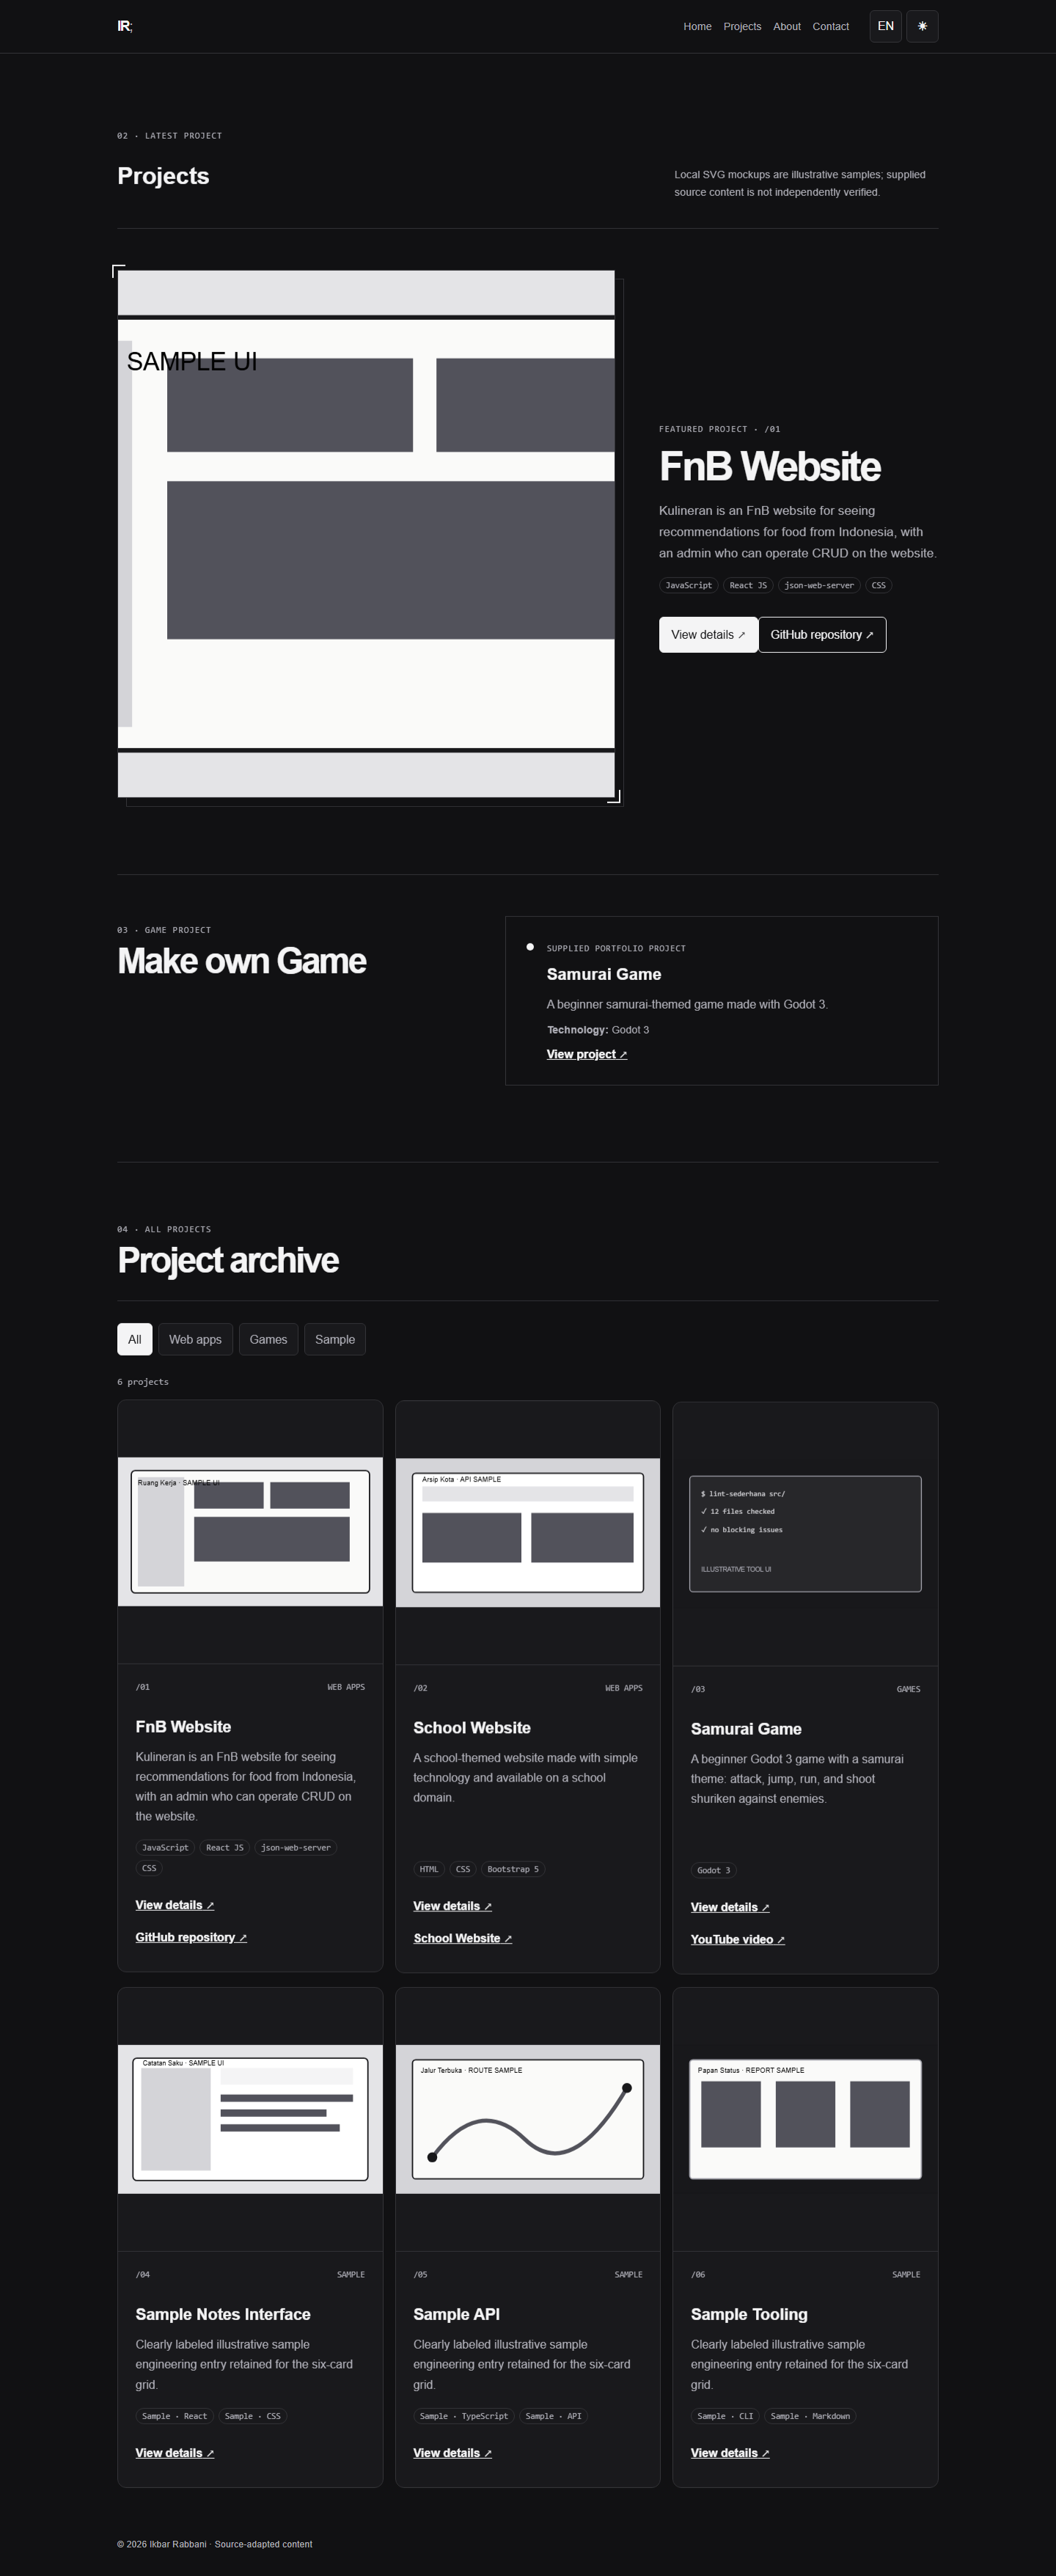 IR;
Home Projects About Contact EN
02 · LATEST PROJECT
Projects
Local SVG mockups are illustrative samples; supplied
source content is not independently verified.
SAMPLE UI
FEATURED PROJECT · /01
FnB Website
Kulineran is an FnB website for seeing
recommendations for food from Indonesia, with
an admin who can operate CRUD on the website.
JavaScript React JS json-web-server CSS
View details ↗ GitHub repository ↗
03 · GAME PROJECT
Make own Game
SUPPLIED PORTFOLIO PROJECT
Samurai Game
A beginner samurai-themed game made with Godot 3.
Technology: Godot 3
View project ↗
04 · ALL PROJECTS
Project archive
All Web apps Games Sample
6 projects
Ruang Kerja · SAMPLE UI
/01 WEB APPS
FnB Website
Kulineran is an FnB website for seeing
recommendations for food from Indonesia,
with an admin who can operate CRUD on
the website.
JavaScript React JS json-web-server
CSS
View details ↗
GitHub repository ↗
Arsip Kota · API SAMPLE
/02 WEB APPS
School Website
A school-themed website made with simple
technology and available on a school
domain.
HTML CSS Bootstrap 5
View details ↗
School Website ↗
$ lint-sederhana src/
✓ 12 files checked
✓ no blocking issues
ILLUSTRATIVE TOOL UI
/03 GAMES
Samurai Game
A beginner Godot 3 game with a samurai
theme: attack, jump, run, and shoot
shuriken against enemies.
Godot 3
View details ↗
YouTube video ↗
Catatan Saku · SAMPLE UI
/04 SAMPLE
Sample Notes Interface
Clearly labeled illustrative sample
engineering entry retained for the six-card
grid.
Sample · React Sample · CSS
View details ↗
Jalur Terbuka · ROUTE SAMPLE
/05 SAMPLE
Sample API
Clearly labeled illustrative sample
engineering entry retained for the six-card
grid.
Sample · TypeScript Sample · API
View details ↗
Papan Status · REPORT SAMPLE
/06 SAMPLE
Sample Tooling
Clearly labeled illustrative sample
engineering entry retained for the six-card
grid.
Sample · CLI Sample · Markdown
View details ↗
© 2026 Ikbar Rabbani · Source-adapted content